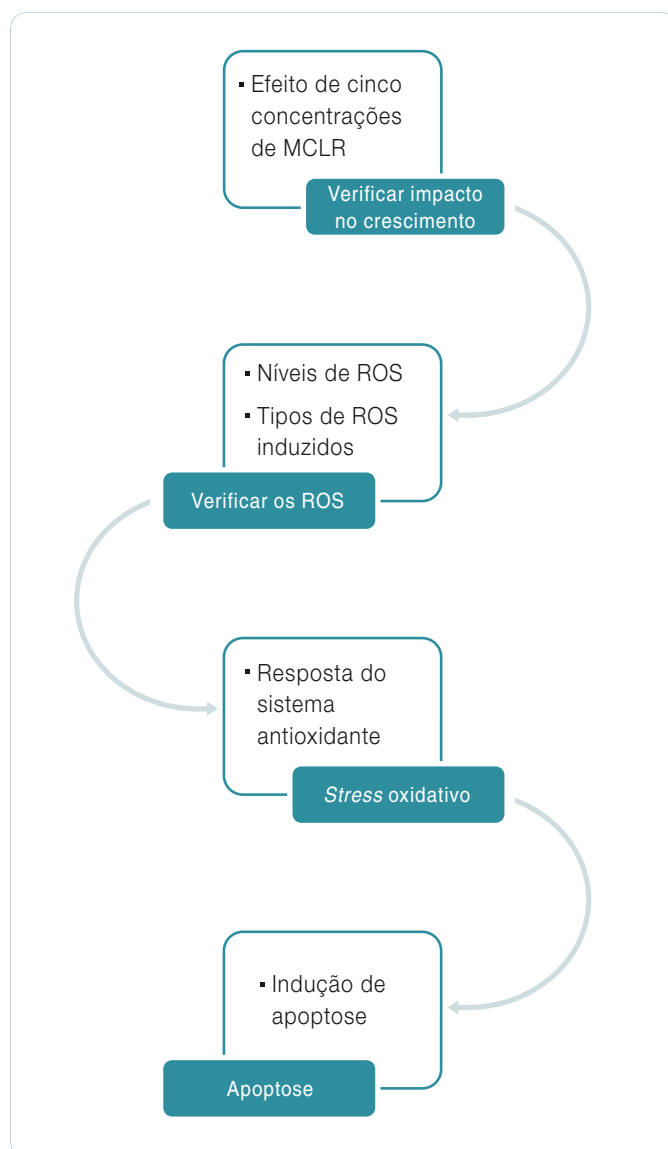 ▪ Efeito de cinco
concentrações
de MCLR
Verificar impacto
no crescimento
▪ Níveis de ROS
▪ Tipos de ROS
induzidos
Verificar os ROS
▪ Resposta do
sistema
antioxidante
Stress oxidativo
▪ Indução de
apoptose
Apoptose